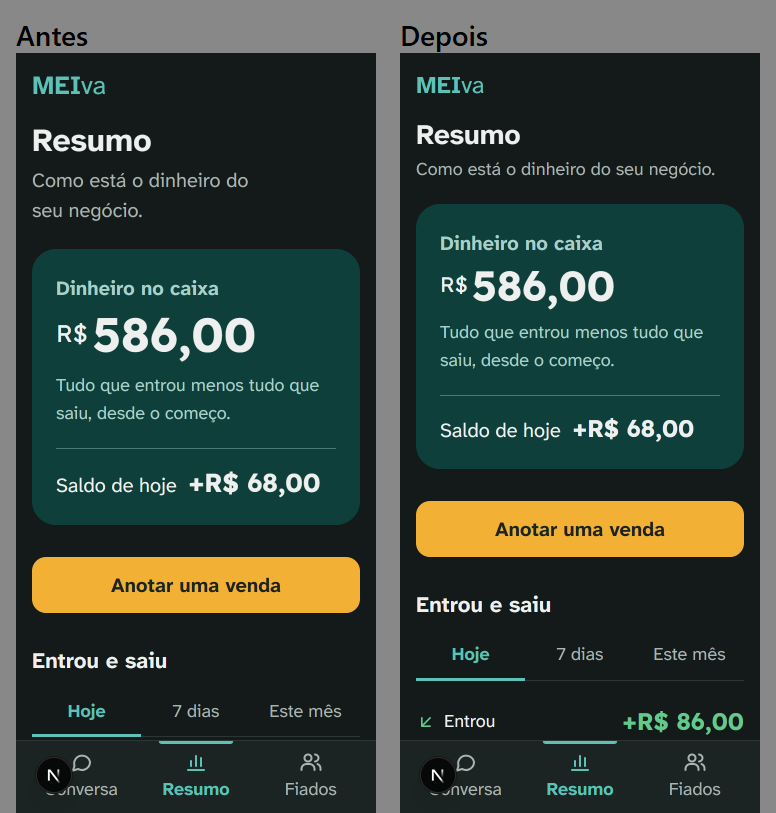 Antes
MEIva
Resumo
Como está o dinheiro do
seu negócio.
Dinheiro no caixa
R$ 586,00
Tudo que entrou menos tudo que
saiu, desde o começo.
Saldo de hoje +R$ 68,00
Anotar uma venda
Entrou e saiu
Hoje 7 dias Este mês
N
Conversa Resumo Fiados
Depois
MEIva
Resumo
Como está o dinheiro do seu negócio.
Dinheiro no caixa
R$ 586,00
Tudo que entrou menos tudo que
saiu, desde o começo.
Saldo de hoje +R$ 68,00
Anotar uma venda
Entrou e saiu
Hoje 7 dias Este mês
Entrou +R$ 86,00
N
Conversa Resumo Fiados